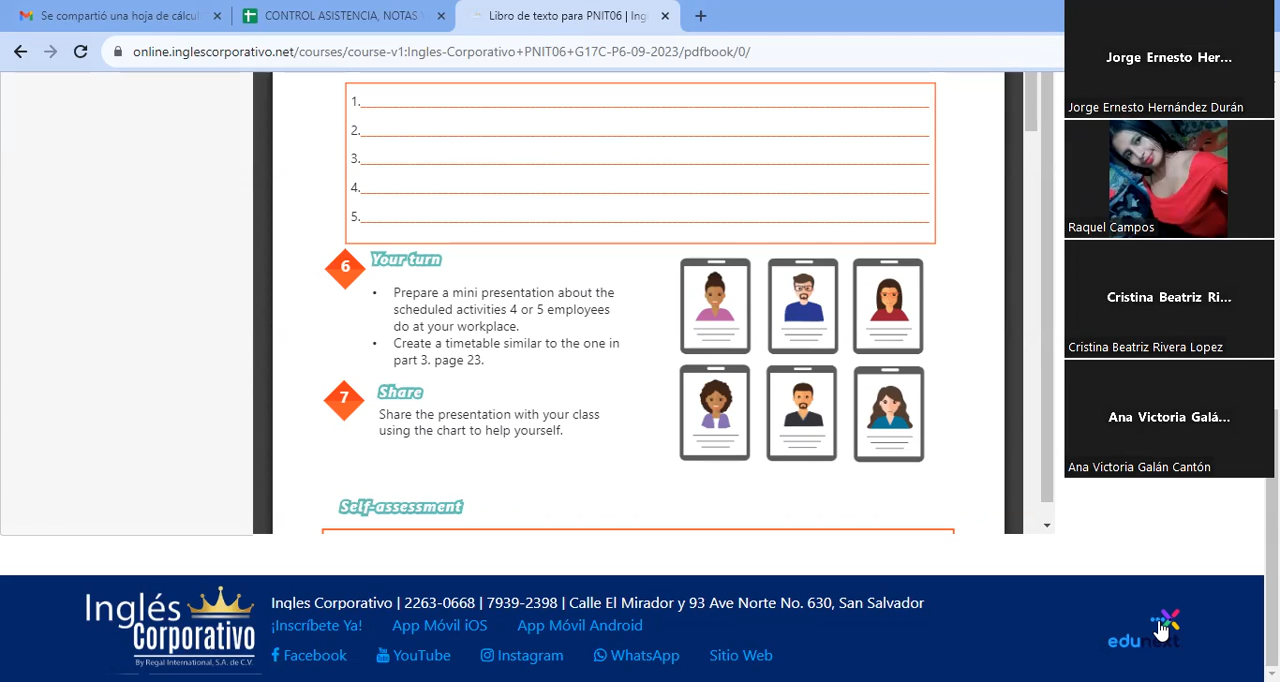 Se compartió una hoja de cálcul
CONTROL ASISTENCIA, NOTAS Y
Libro de texto para PNIT06 | Ing
online.inglescorporativo.net/courses/course-v1:Ingles-Corporativo+PNIT06+G17C-P6-09-2023/pdfbook/0/
1.
2.
3.
4.
5.
6 Your turn
• Prepare a mini presentation about the
scheduled activities 4 or 5 employees
do at your workplace.
• Create a timetable similar to the one in
part 3. page 23.
7 Share
Share the presentation with your class
using the chart to help yourself.
Self-assessment
Jorge Ernesto Her...
Jorge Ernesto Hernández Durán
Raquel Campos
Cristina Beatriz Ri...
Cristina Beatriz Rivera Lopez
Ana Victoria Galá...
Ana Victoria Galán Cantón
Inglés
Corporativo
By Regal International, S.A. de C.V.
Ingles Corporativo | 2263-0668 | 7939-2398 | Calle El Mirador y 93 Ave Norte No. 630, San Salvador
¡Inscríbete Ya! App Móvil iOS App Móvil Android
Facebook YouTube Instagram WhatsApp Sitio Web
edunext